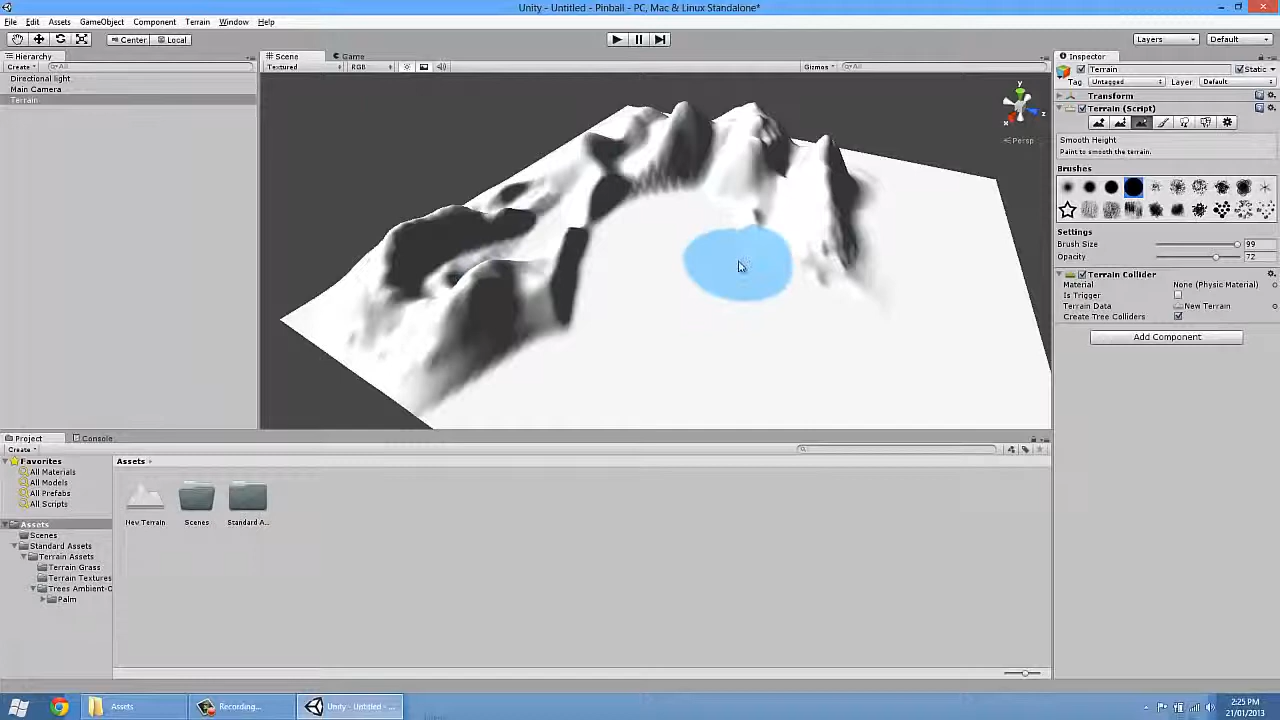 Unity - Untitled - Pinball - PC, Mac & Linux Standalone*
File Edit Assets GameObject Component Terrain Window Help
Center Local
Layers Default
Hierarchy
Create All
Directional light
Main Camera
Terrain
Scene Game
Textured RGB Gizmos All
y
x z
Persp
Inspector
Terrain Static
Tag Untagged Layer Default
Transform
Terrain (Script)
Smooth Height
Paint to smooth the terrain.
Brushes
Settings
Brush Size 99
Opacity 72
Terrain Collider
Material None (Physic Material)
Is Trigger
Terrain Data New Terrain
Create Tree Colliders
Add Component
Project Console
Create
Favorites
All Materials
All Models
All Prefabs
All Scripts
Assets
Scenes
Standard Assets
Terrain Assets
Terrain Grass
Terrain Textures
Trees Ambient-O
Palm
Assets
New Terrain Scenes Standard A...
Assets Recording... Unity - Untitled - ...
2:25 PM
21/01/2013